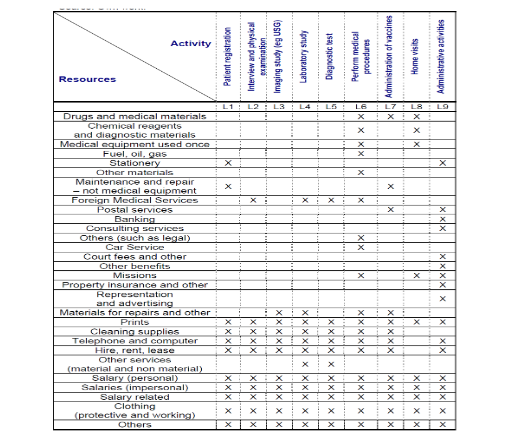 Activity
Resources
Patient registration
Interview and physical
examination
Imaging study (eg USG)
Laboratory study
Diagnostic test
Perform medical
procedures
Administration of vaccines
Home visits
Administrative activities
L1 L2 L3 L4 L5 L6 L7 L8 L9
Drugs and medical materials X X X
Chemical reagents
and diagnostic materials X X
Medical equipment used once X X
Fuel, oil, gas X
Stationery X X
Other materials X
Maintenance and repair
– not medical equipment X X
Foreign Medical Services X X X X
Postal services X X
Banking X
Consulting services X
Others (such as legal) X
Car Service X
Court fees and other X
Other benefits X
Missions X X X
Property insurance and other X
Representation
and advertising X
Materials for repairs and other X X X X
Prints X X X X X X X X X
Cleaning supplies X X X X X X X
Telephone and computer X X X X X X X X
Hire, rent, lease X X X X X X X X
Other services
(material and non material) X X
Salary (personal) X X X X X X X X X
Salaries (impersonal) X X X X X X X X X
Salary related X X X X X X X X X
Clothing
(protective and working) X X X X X X X X X
Others X X X X X X X X X